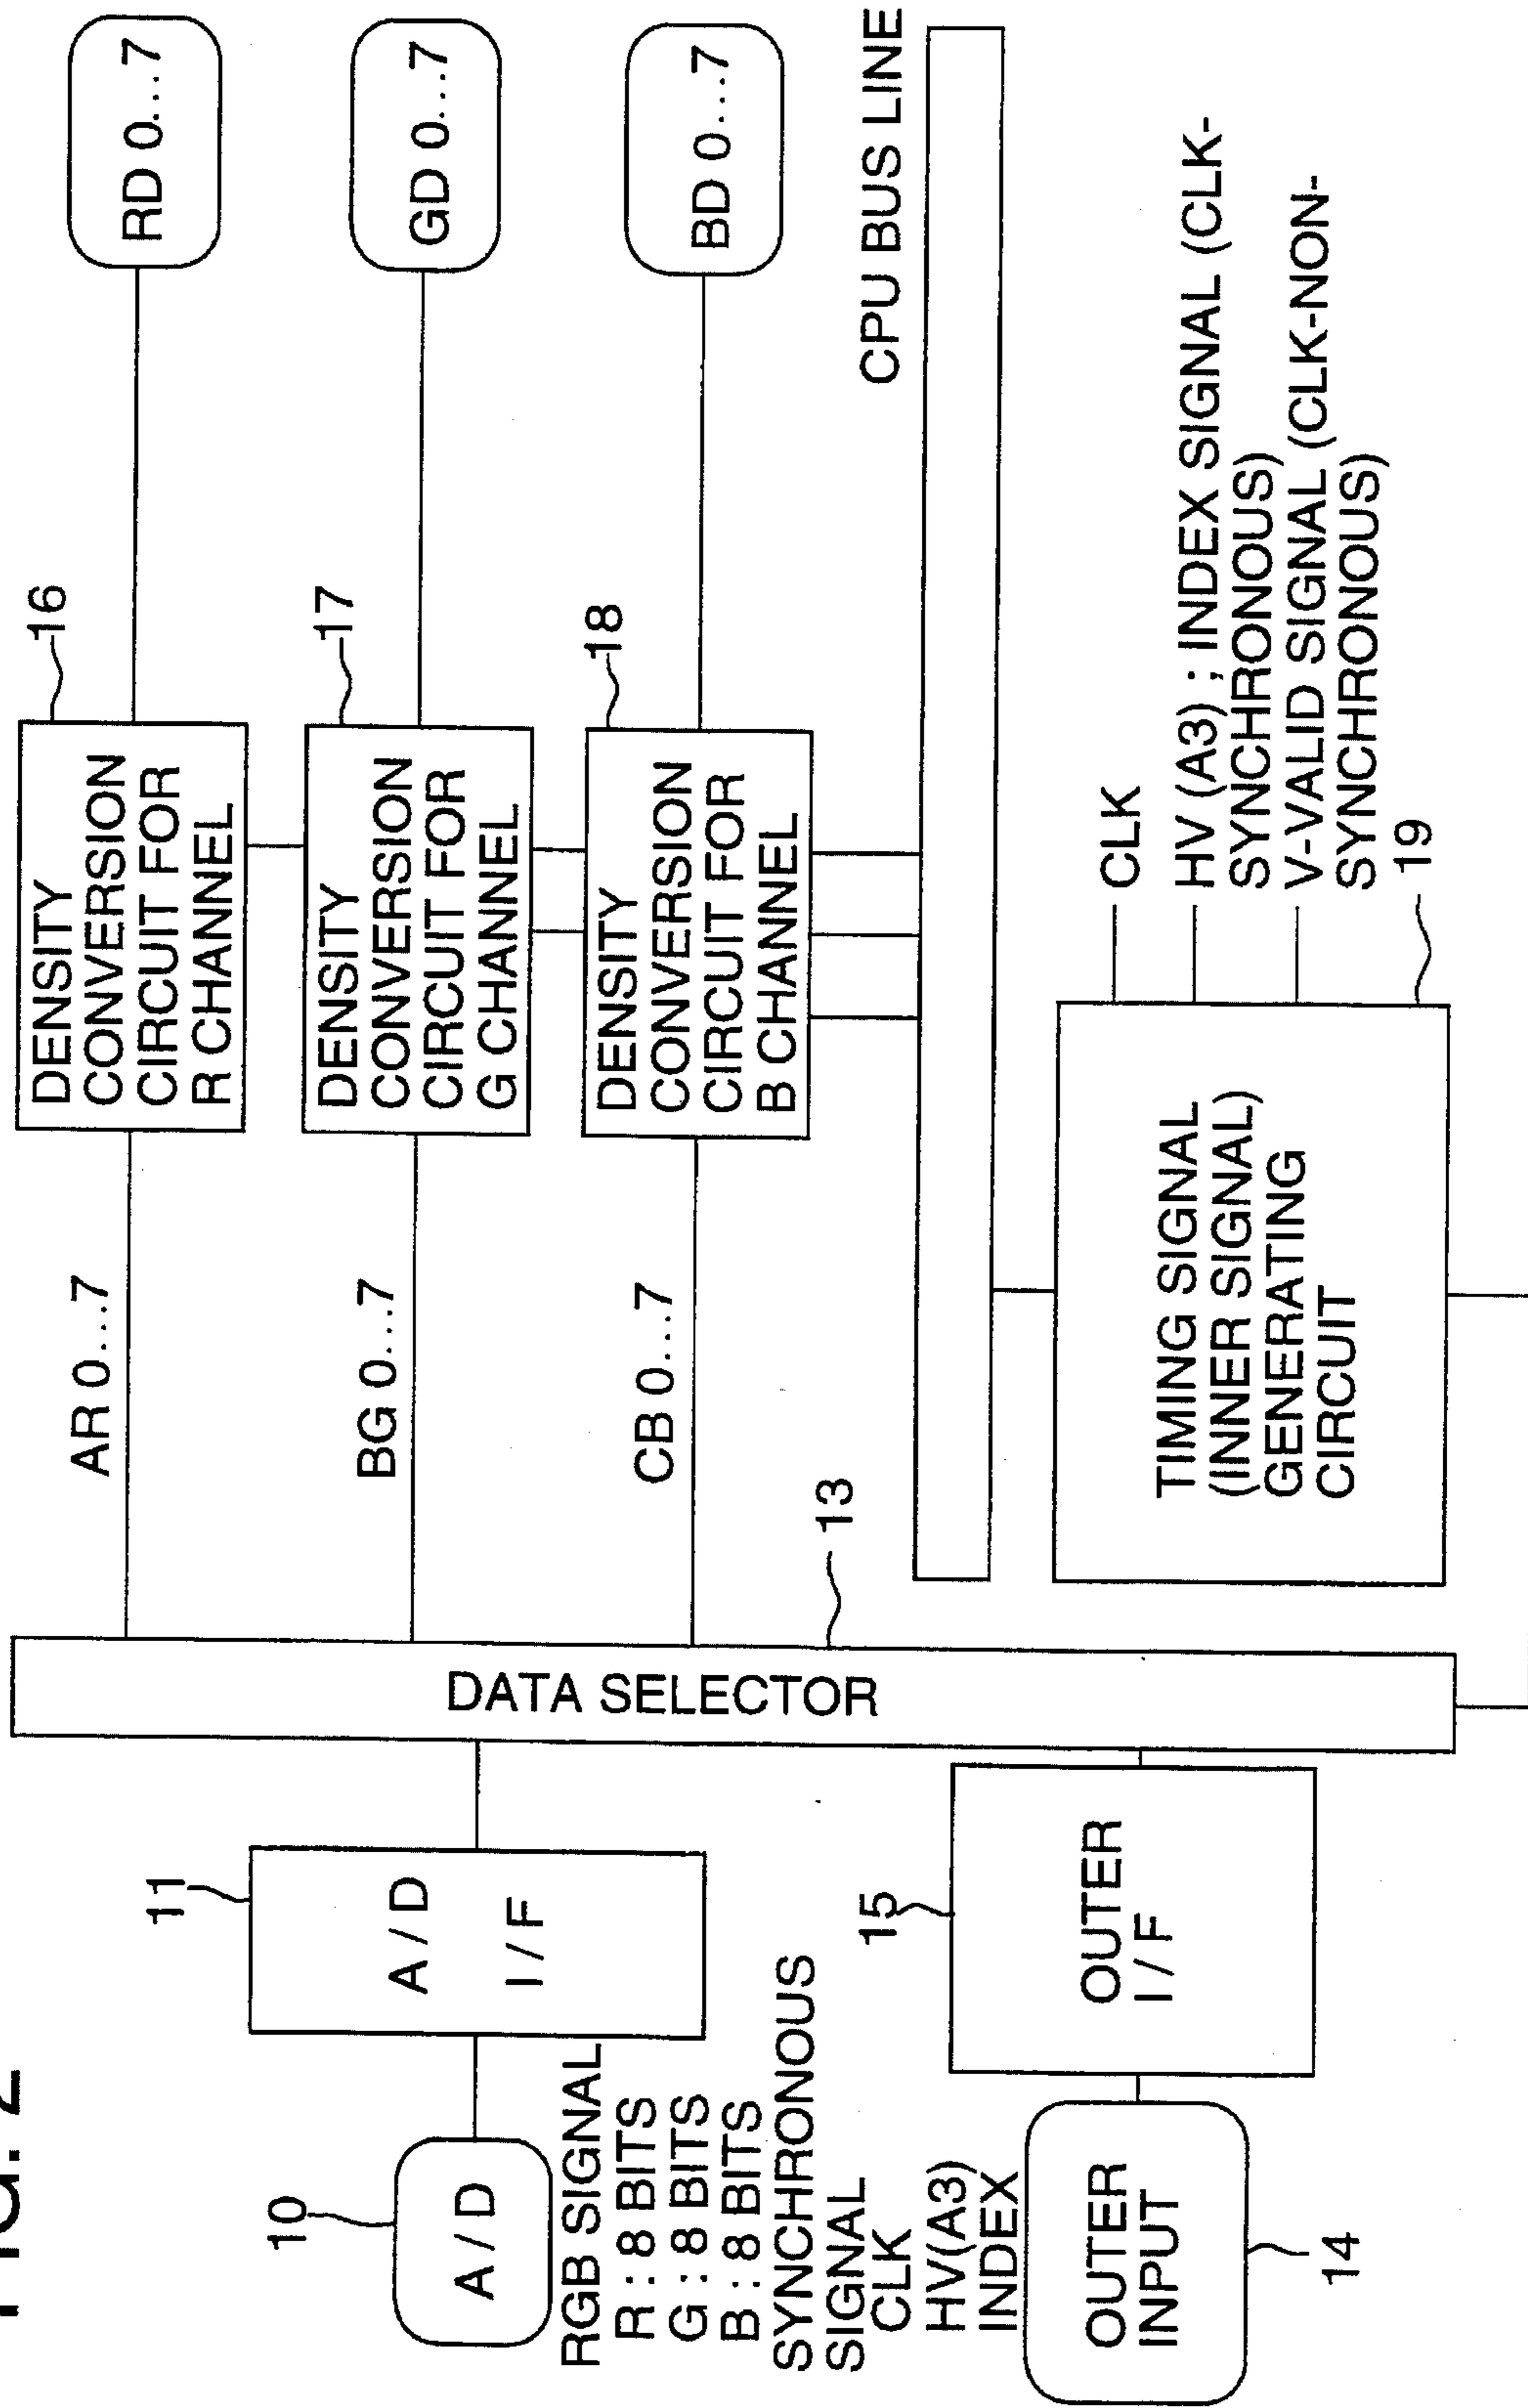 FIG. 2
10
A / D
RGB SIGNAL
R : 8 BITS
G : 8 BITS
B : 8 BITS
SYNCHRONOUS
SIGNAL
CLK
HV(A3)
INDEX
OUTER
INPUT
14
11
A / D
I / F
15
OUTER
I / F
DATA SELECTOR
13
AR 0...7
BG 0...7
CB 0...7
DENSITY
CONVERSION
CIRCUIT FOR
R CHANNEL
16
DENSITY
CONVERSION
CIRCUIT FOR
G CHANNEL
17
DENSITY
CONVERSION
CIRCUIT FOR
B CHANNEL
18
RD 0...7
GD 0...7
BD 0...7
CPU BUS LINE
TIMING SIGNAL
(INNER SIGNAL)
GENERATING
CIRCUIT
CLK
HV (A3) ; INDEX SIGNAL (CLK-
SYNCHRONOUS)
V-VALID SIGNAL (CLK-NON-
SYNCHRONOUS)
19